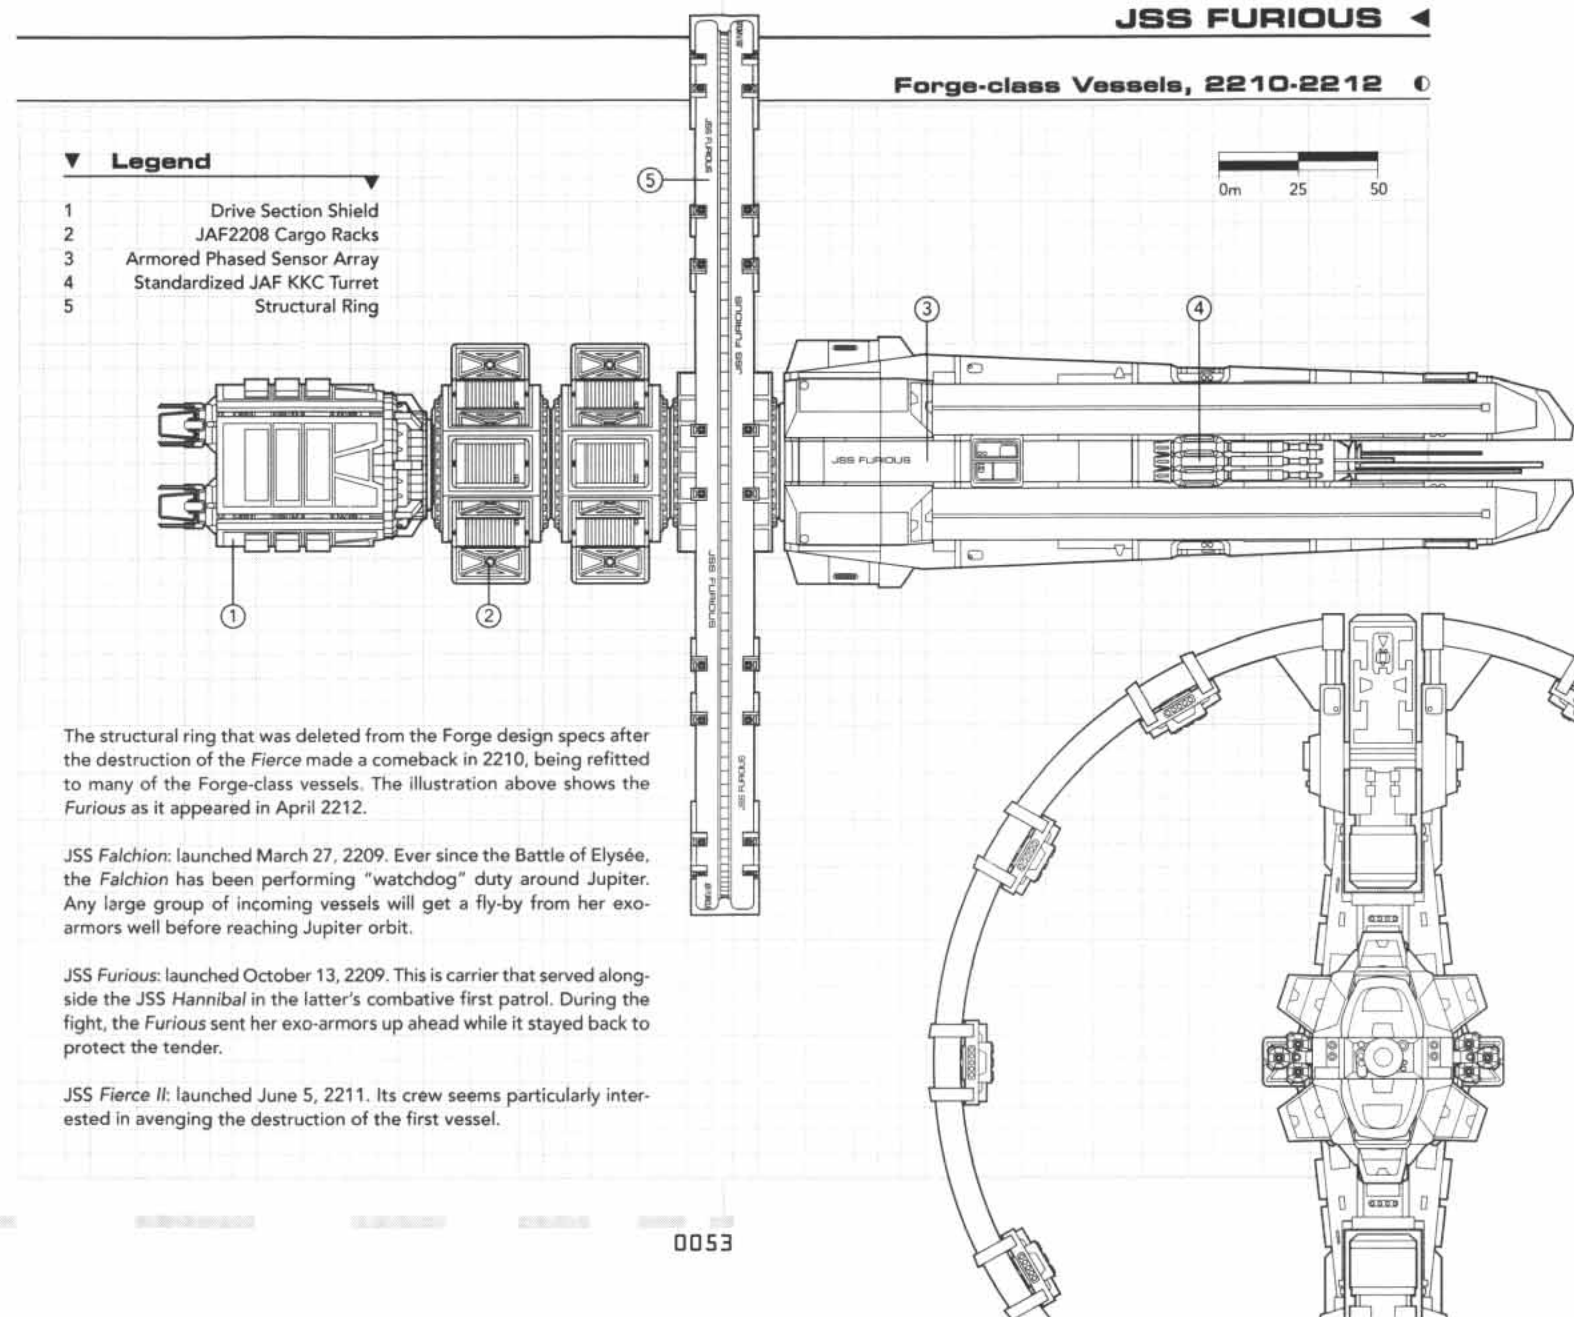 JSS FURIOUS
Forge-class Vessels, 2210-2212
Legend
1 Drive Section Shield
2 JAF2208 Cargo Racks
3 Armored Phased Sensor Array
4 Standardized JAF KKC Turret
5 Structural Ring
0m 25 50
JSS FURIOUS
5
JSS FURIOUS
3
4
JSS FURIOUS
JSS FURIOUS
1
2
JSS FURIOUS
The structural ring that was deleted from the Forge design specs after
the destruction of the Fierce made a comeback in 2210, being refitted
to many of the Forge-class vessels. The illustration above shows the
Furious as it appeared in April 2212.
JSS Falchion: launched March 27, 2209. Ever since the Battle of Elysée,
the Falchion has been performing "watchdog" duty around Jupiter.
Any large group of incoming vessels will get a fly-by from her exo-
armors well before reaching Jupiter orbit.
JSS Furious: launched October 13, 2209. This is carrier that served along-
side the JSS Hannibal in the latter's combative first patrol. During the
fight, the Furious sent her exo-armors up ahead while it stayed back to
protect the tender.
JSS Fierce II: launched June 5, 2211. Its crew seems particularly inter-
ested in avenging the destruction of the first vessel.
0053